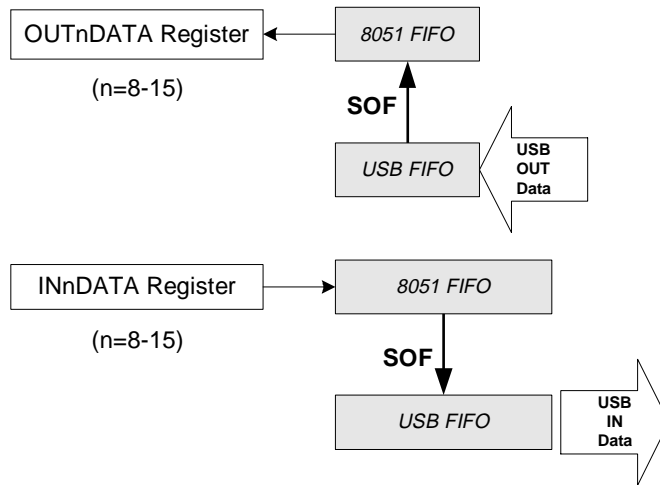 OUTnDATA Register
8051 FIFO
(n=8-15)
SOF
USB FIFO
USB
OUT
Data
INnDATA Register
8051 FIFO
(n=8-15)
SOF
USB FIFO
USB
IN
Data